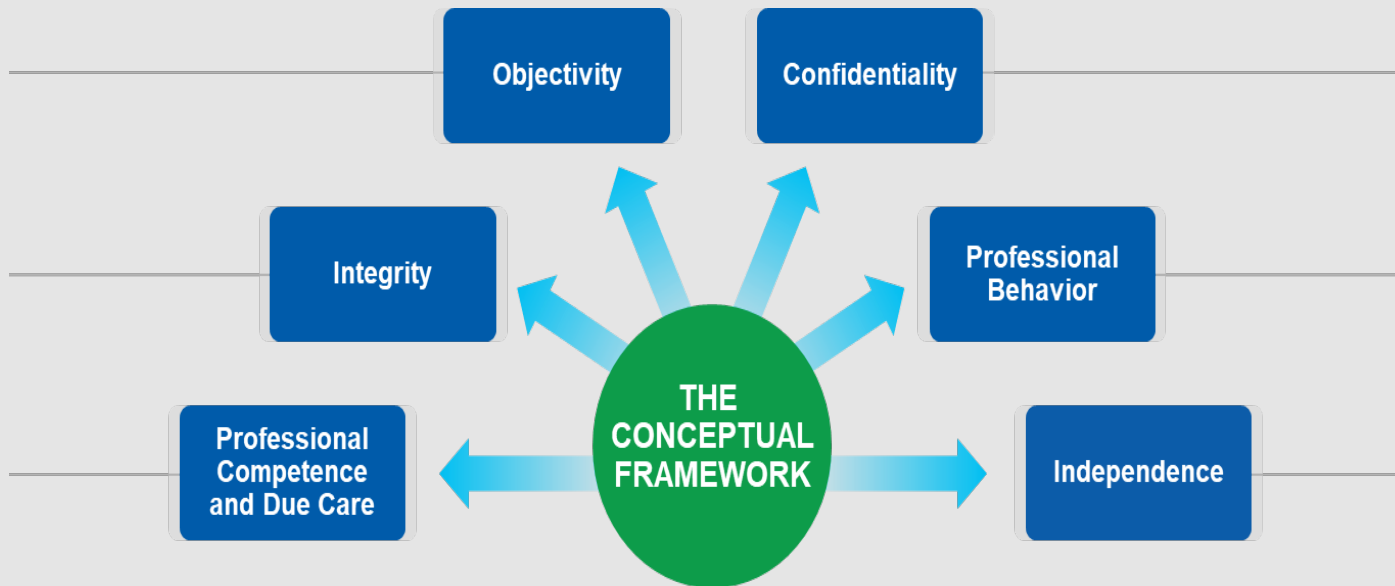 Objectivity
Confidentiality
Integrity
Professional
Behavior
THE
CONCEPTUAL
FRAMEWORK
Professional
Competence
and Due Care
Independence